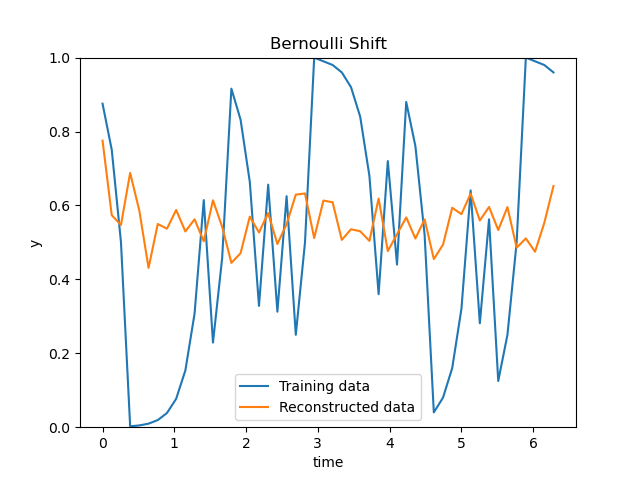 Bernoulli Shift
1.0
0.8
0.6
0.4
0.2
0.0
y
Training data
Reconstructed data
0 1 2 3 4 5 6
time